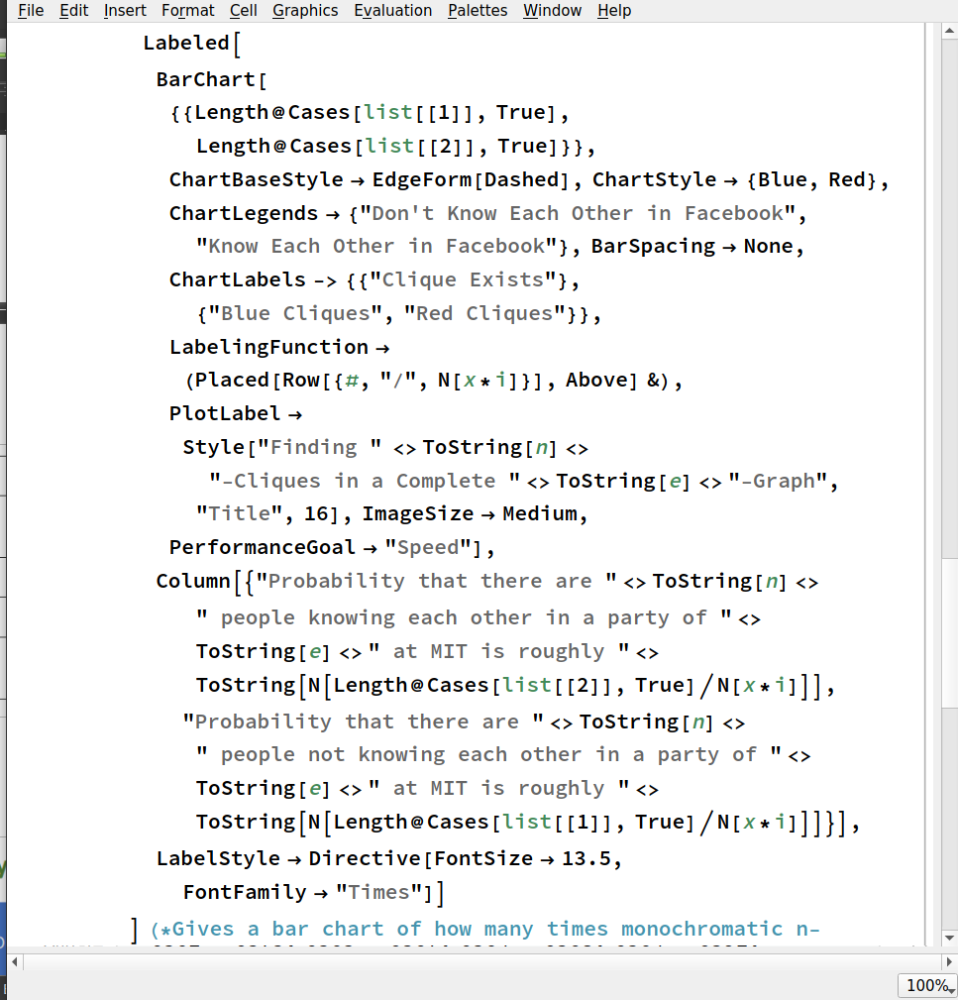 File Edit Insert Format Cell Graphics Evaluation Palettes Window Help
Labeled[
BarChart[
{{Length@Cases[list[[1]], True],
Length@Cases[list[[2]], True]}},
ChartBaseStyle → EdgeForm[Dashed], ChartStyle → {Blue, Red},
ChartLegends → {"Don't Know Each Other in Facebook",
"Know Each Other in Facebook"}, BarSpacing → None,
ChartLabels -> {{"Clique Exists"},
{"Blue Cliques", "Red Cliques"}},
LabelingFunction →
(Placed[Row[{#, "/", N[x * i]}], Above] &),
PlotLabel →
Style["Finding " <> ToString[n] <>
"-Cliques in a Complete " <> ToString[e] <> "-Graph",
"Title", 16], ImageSize → Medium,
PerformanceGoal → "Speed"],
Column[{"Probability that there are " <> ToString[n] <>
" people knowing each other in a party of " <>
ToString[e] <> " at MIT is roughly " <>
ToString[N[Length@Cases[list[[2]], True] / N[x * i]]],
"Probability that there are " <> ToString[n] <>
" people not knowing each other in a party of " <>
ToString[e] <> " at MIT is roughly " <>
ToString[N[Length@Cases[list[[1]], True] / N[x * i]]]}],
LabelStyle → Directive[FontSize → 13.5,
FontFamily → "Times"]]
] (*Gives a bar chart of how many times monochromatic n-
100%